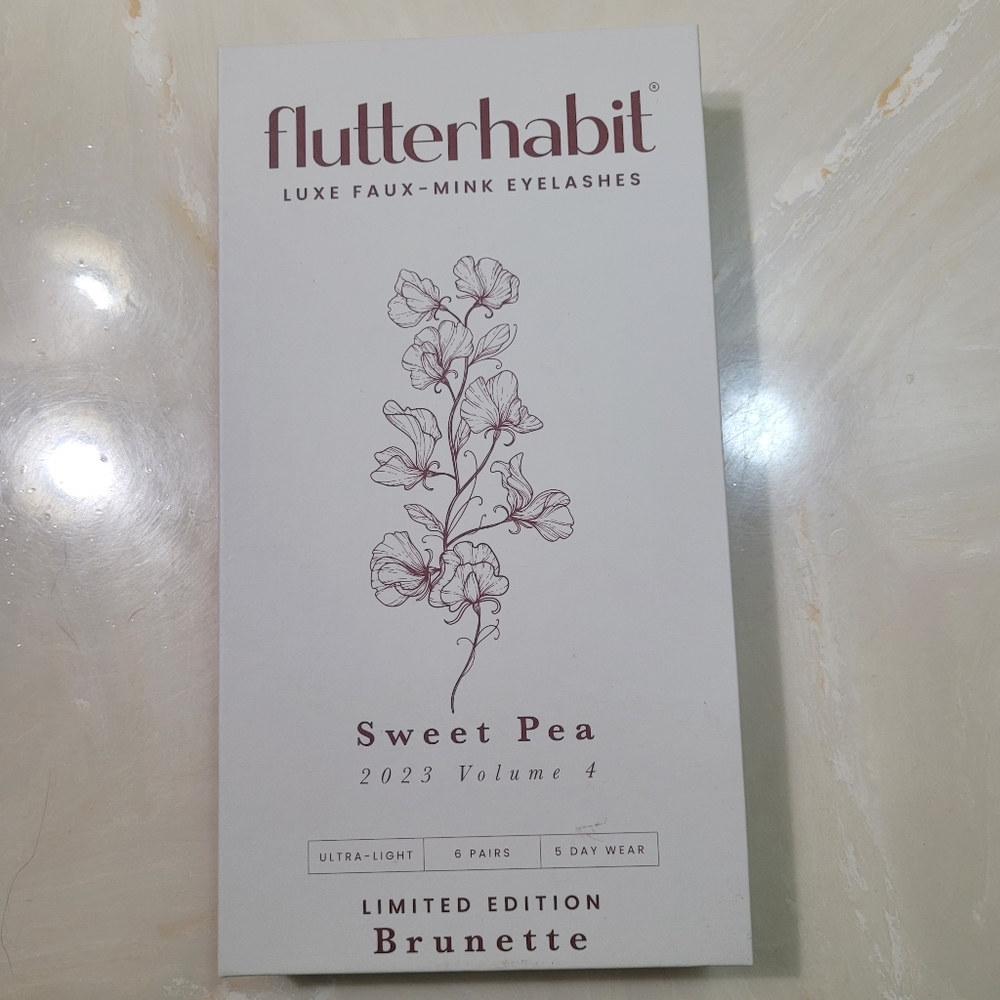 flutterhabit®
LUXE FAUX-MINK EYELASHES
Sweet Pea
2023 Volume 4
ULTRA-LIGHT 6 PAIRS 5 DAY WEAR
LIMITED EDITION
Brunette